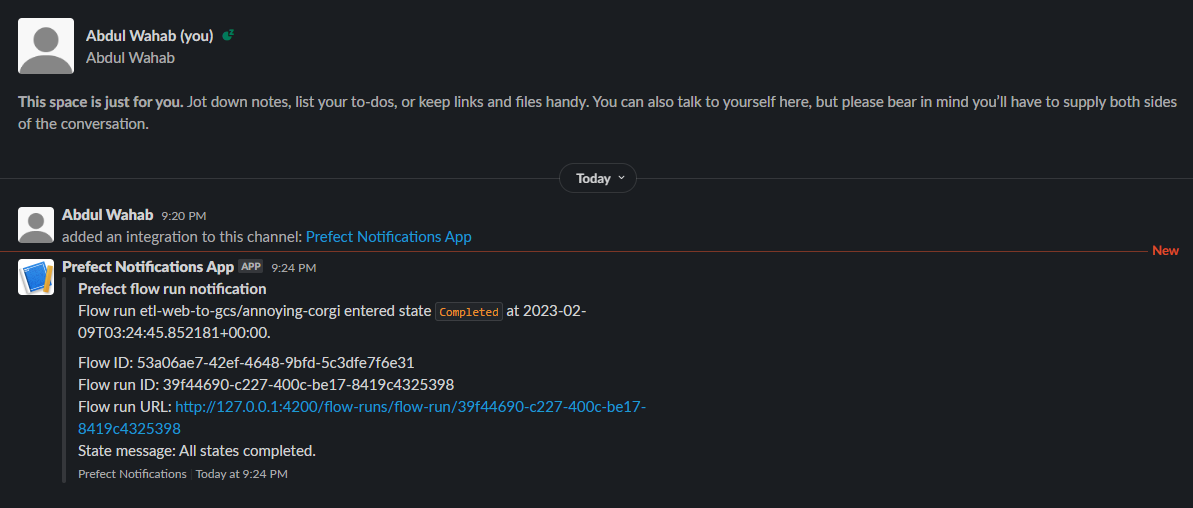 Abdul Wahab (you)
Abdul Wahab
This space is just for you. Jot down notes, list your to-dos, or keep links and files handy. You can also talk to yourself here, but please bear in mind you’ll have to supply both sides
of the conversation.
Today
Abdul Wahab 9:20 PM
added an integration to this channel: Prefect Notifications App
New
Prefect Notifications App APP 9:24 PM
Prefect flow run notification
Flow run etl-web-to-gcs/annoying-corgi entered state Completed at 2023-02-
09T03:24:45.852181+00:00.
Flow ID: 53a06ae7-42ef-4648-9bfd-5c3dfe7f6e31
Flow run ID: 39f44690-c227-400c-be17-8419c4325398
Flow run URL: http://127.0.0.1:4200/flow-runs/flow-run/39f44690-c227-400c-be17-
8419c4325398
State message: All states completed.
Prefect Notifications | Today at 9:24 PM